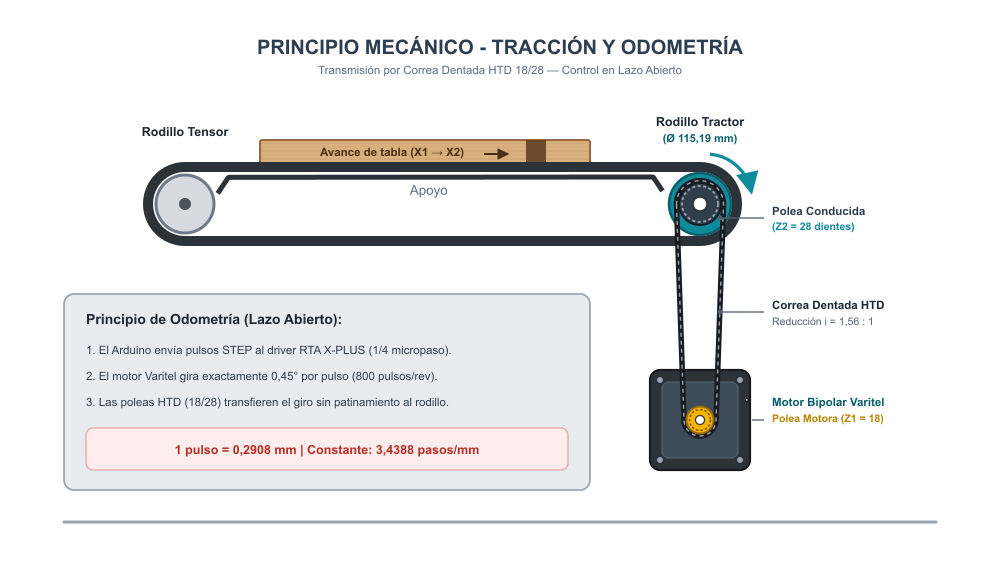 PRINCIPIO MECÁNICO - TRACCIÓN Y ODOMETRÍA
Transmisión por Correa Dentada HTD 18/28 — Control en Lazo Abierto
Rodillo Tensor
Rodillo Tractor
(Ø 115,19 mm)
Avance de tabla (X1 → X2)
Apoyo
Polea Conducida
(Z2 = 28 dientes)
Correa Dentada HTD
Reducción i = 1,56 : 1
Motor Bipolar Varitel
Polea Motora (Z1 = 18)
Principio de Odometría (Lazo Abierto):
1. El Arduino envía pulsos STEP al driver RTA X-PLUS (1/4 micropaso).
2. El motor Varitel gira exactamente 0,45° por pulso (800 pulsos/rev).
3. Las poleas HTD (18/28) transfieren el giro sin patinamiento al rodillo.
1 pulso = 0,2908 mm | Constante: 3,4388 pasos/mm